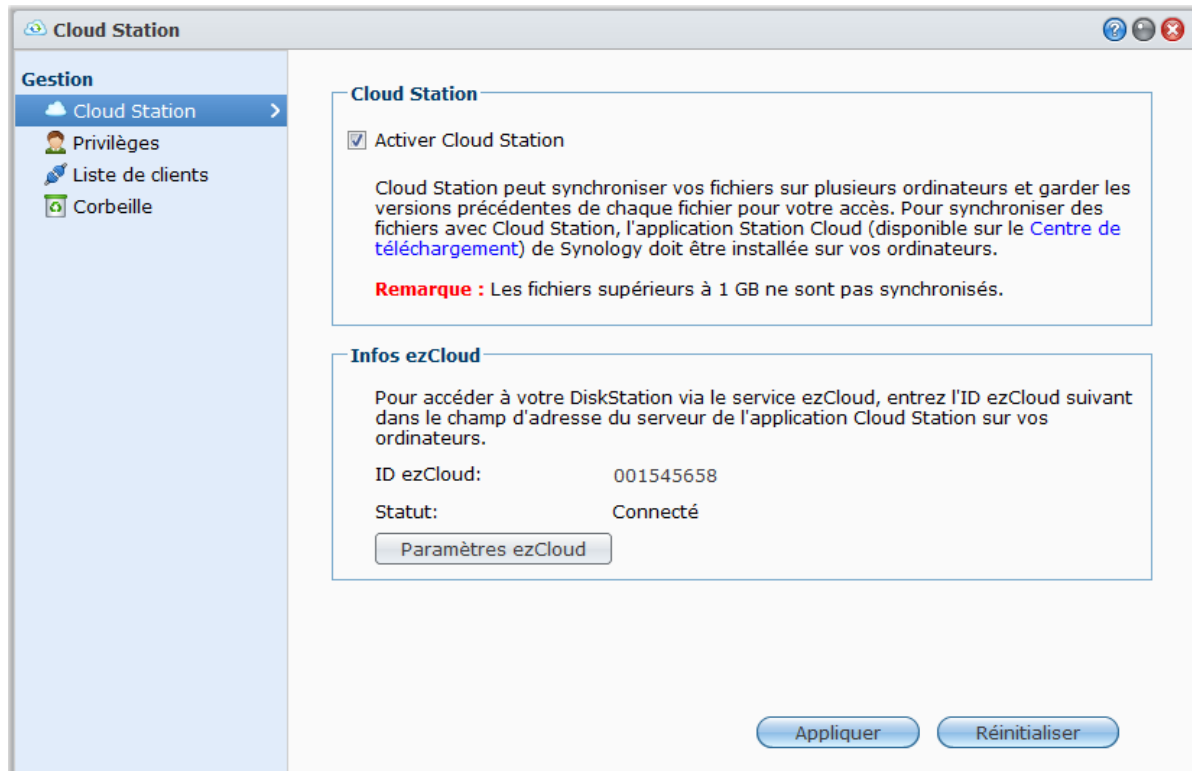 Cloud Station
Gestion
Cloud Station
Privilèges
Liste de clients
Corbeille
Cloud Station
Activer Cloud Station
Cloud Station peut synchroniser vos fichiers sur plusieurs ordinateurs et garder les
versions précédentes de chaque fichier pour votre accès. Pour synchroniser des
fichiers avec Cloud Station, l'application Station Cloud (disponible sur le Centre de
téléchargement) de Synology doit être installée sur vos ordinateurs.
Remarque : Les fichiers supérieurs à 1 GB ne sont pas synchronisés.
Infos ezCloud
Pour accéder à votre DiskStation via le service ezCloud, entrez l'ID ezCloud suivant
dans le champ d'adresse du serveur de l'application Cloud Station sur vos
ordinateurs.
ID ezCloud: 001545658
Statut: Connecté
Paramètres ezCloud
Appliquer Réinitialiser